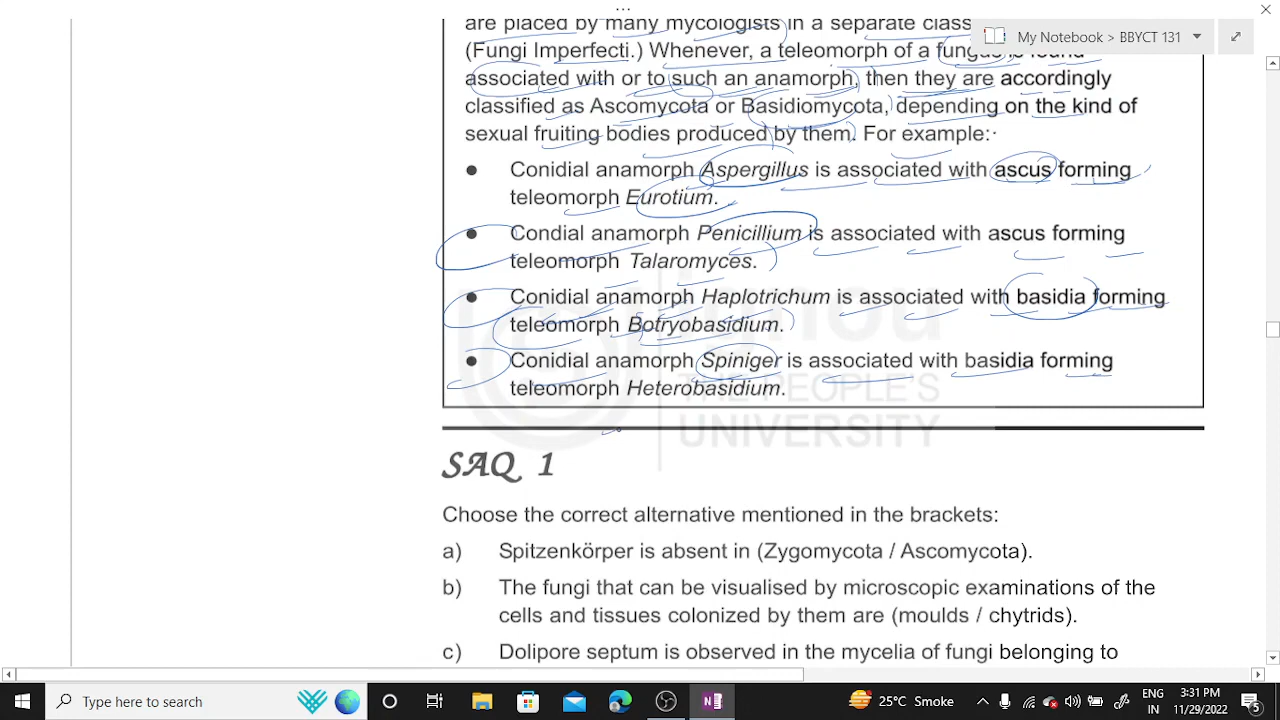 ...
My Notebook > BBYCT 131
are placed by many mycologists in a separate class
(Fungi Imperfecti.) Whenever, a teleomorph of a fungus is found
associated with or to such an anamorph, then they are accordingly
classified as Ascomycota or Basidiomycota, depending on the kind of
sexual fruiting bodies produced by them. For example:
• Conidial anamorph Aspergillus is associated with ascus forming
teleomorph Eurotium.
• Condial anamorph Penicillium is associated with ascus forming
teleomorph Talaromyces.
• Conidial anamorph Haplotrichum is associated with basidia forming
teleomorph Botryobasidium.
• Conidial anamorph Spiniger is associated with basidia forming
teleomorph Heterobasidium.
ignou
THE PEOPLE'S
UNIVERSITY
SAQ 1
Choose the correct alternative mentioned in the brackets:
a) Spitzenkörper is absent in (Zygomycota / Ascomycota).
b) The fungi that can be visualised by microscopic examinations of the
cells and tissues colonized by them are (moulds / chytrids).
c) Dolipore septum is observed in the mycelia of fungi belonging to
Type here to search
25°C Smoke
ENG
IN
3:31 PM
11/29/2022
5